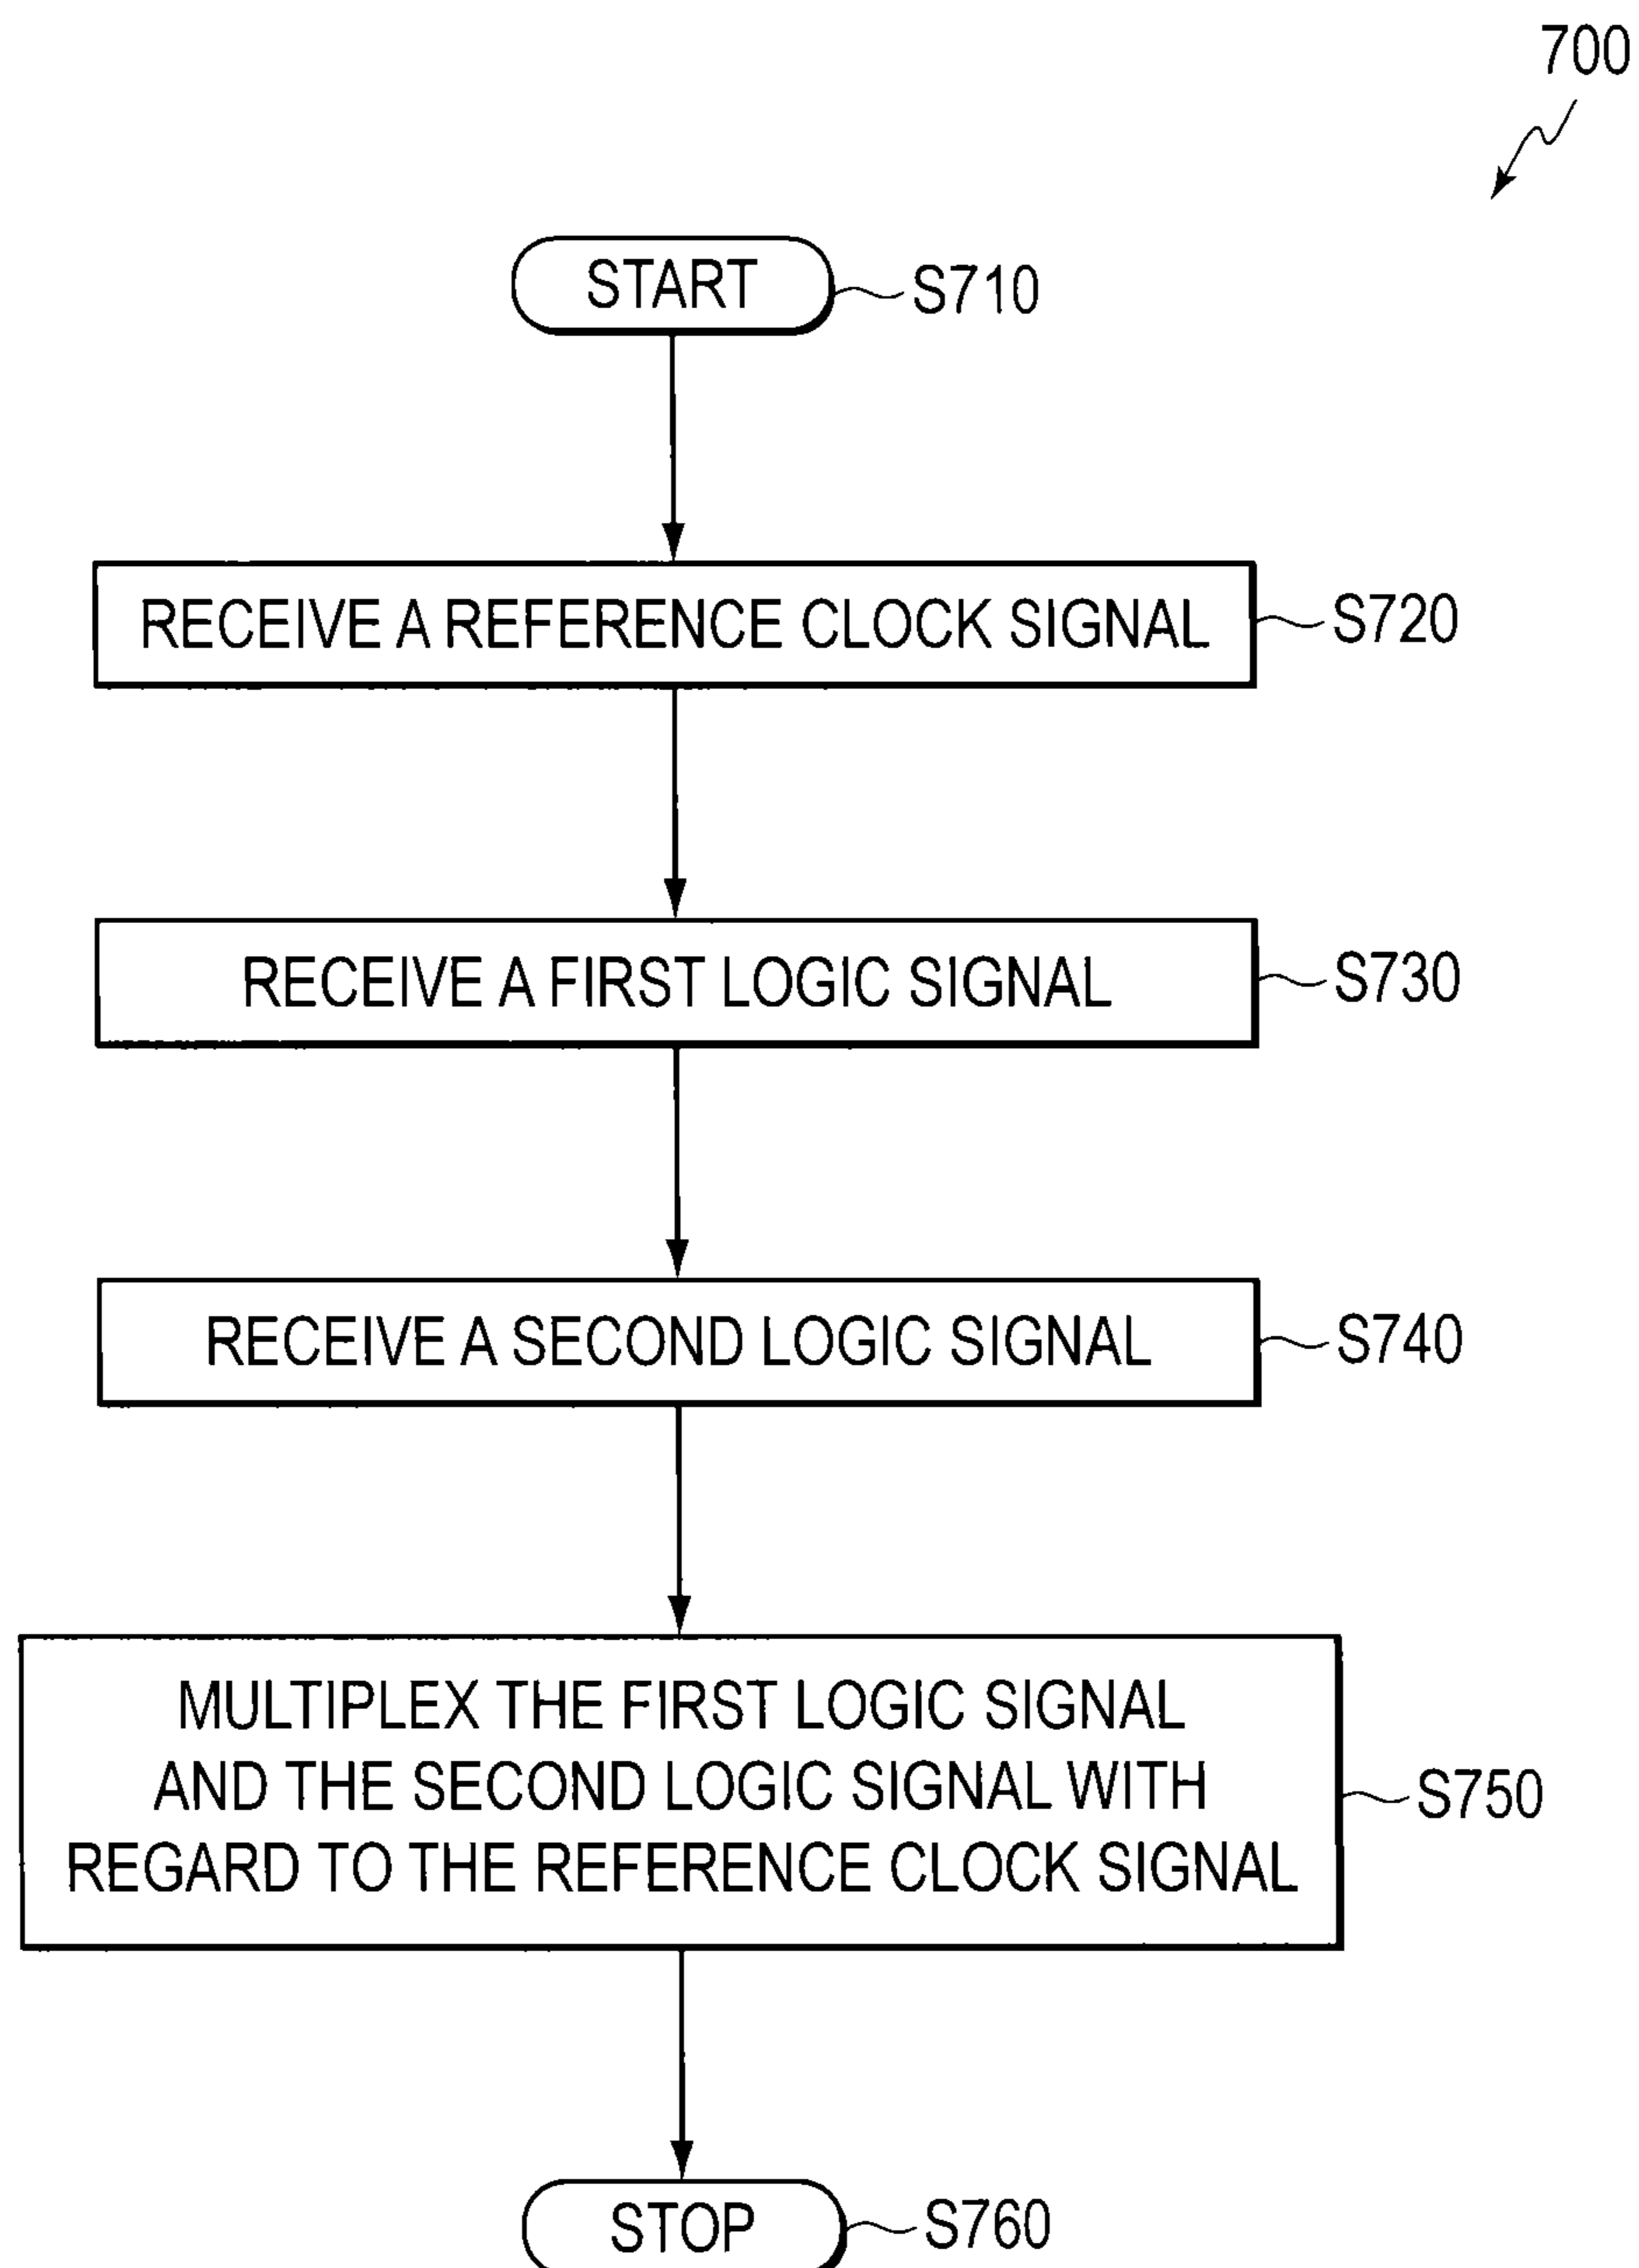 700
START
S710
RECEIVE A REFERENCE CLOCK SIGNAL
S720
RECEIVE A FIRST LOGIC SIGNAL
S730
RECEIVE A SECOND LOGIC SIGNAL
S740
MULTIPLEX THE FIRST LOGIC SIGNAL
AND THE SECOND LOGIC SIGNAL WITH
REGARD TO THE REFERENCE CLOCK SIGNAL
S750
STOP
S760